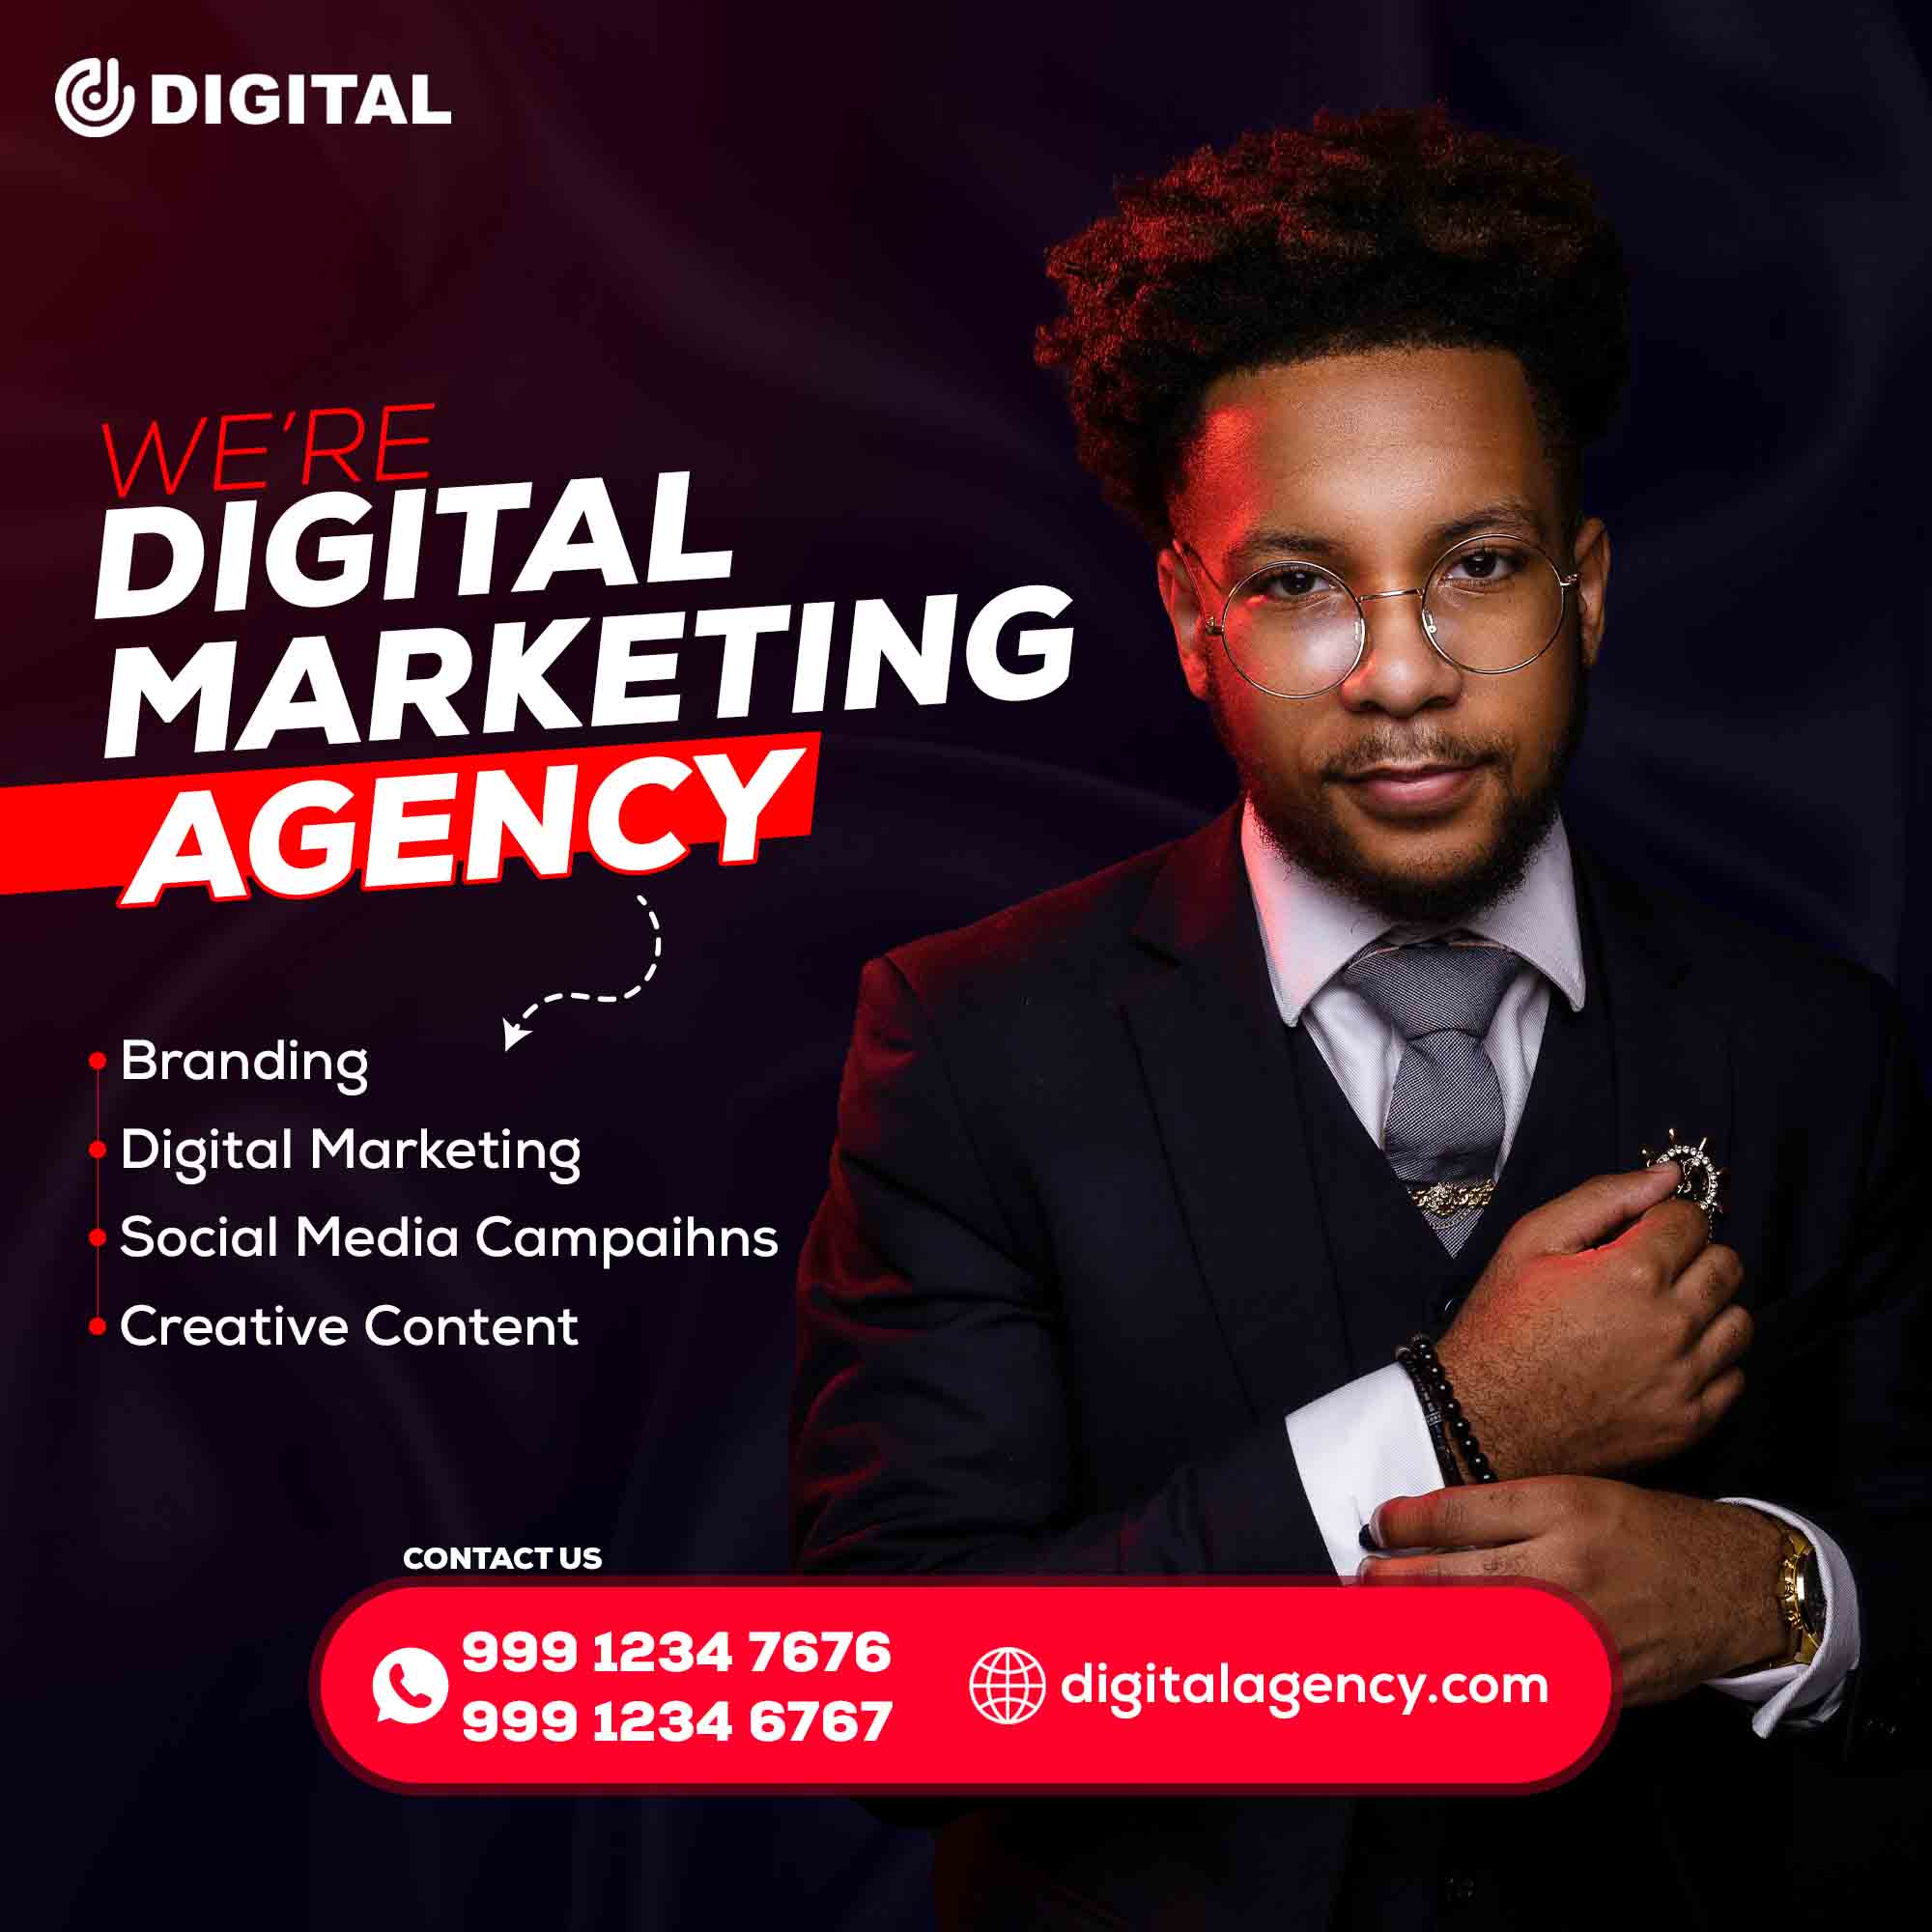 DIGITAL
WE'RE
DIGITAL
MARKETING
AGENCY
Branding
Digital Marketing
Social Media Campaihns
Creative Content
CONTACT US
999 1234 7676
999 1234 6767
digitalagency.com